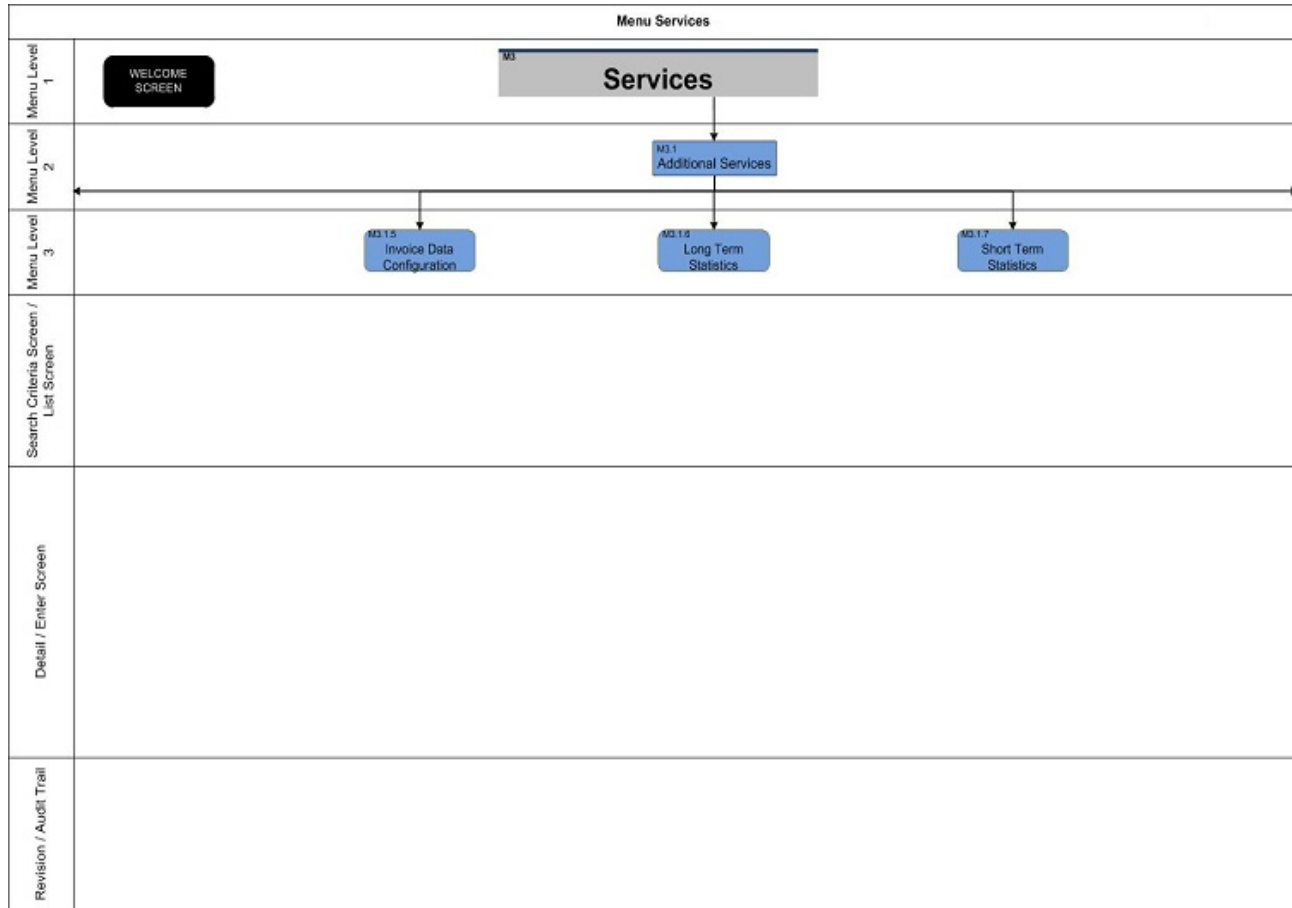 Menu Services
Menu Level
1
WELCOME
SCREEN
M3
Services
Menu Level
2
M3.1
Additional Services
Menu Level
3
M3.1.5
Invoice Data
Configuration
M3.1.6
Long Term
Statistics
M3.1.7
Short Term
Statistics
Search Criteria Screen /
List Screen
Detail / Enter Screen
Revision / Audit Trail